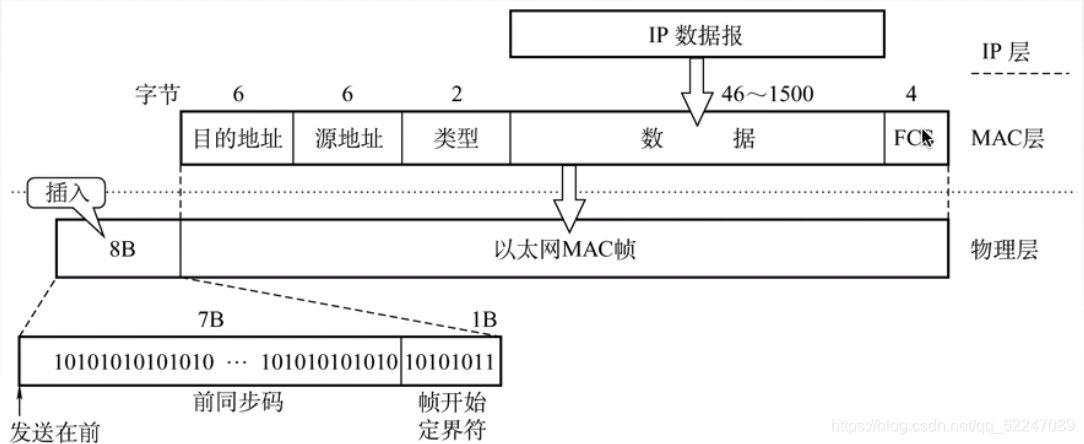 IP 数据报
IP 层
字节 6 6 2 46～1500 4
目的地址 源地址 类型 数 据 FCS MAC层
插入
8B 以太网MAC帧 物理层
7B 1B
10101010101010 … 101010101010 10101011
前同步码 帧开始
定界符
发送在前
https://blog.csdn.net/qq_52247089